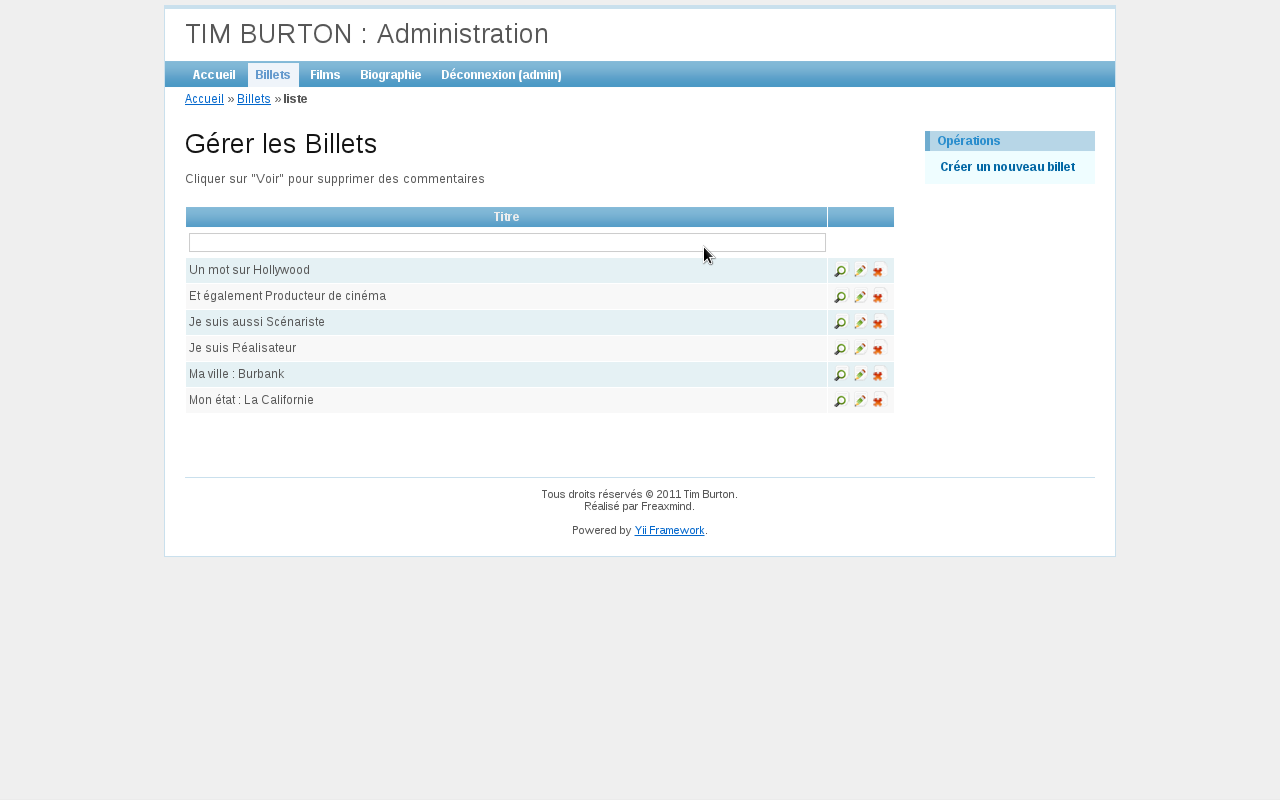 TIM BURTON : Administration
Accueil Billets Films Biographie Déconnexion (admin)
Accueil » Billets » liste
Gérer les Billets
Cliquer sur "Voir" pour supprimer des commentaires
Opérations
Créer un nouveau billet
Titre
Un mot sur Hollywood
Et également Producteur de cinéma
Je suis aussi Scénariste
Je suis Réalisateur
Ma ville : Burbank
Mon état : La Californie
Tous droits réservés © 2011 Tim Burton.
Réalisé par Freaxmind.
Powered by Yii Framework.